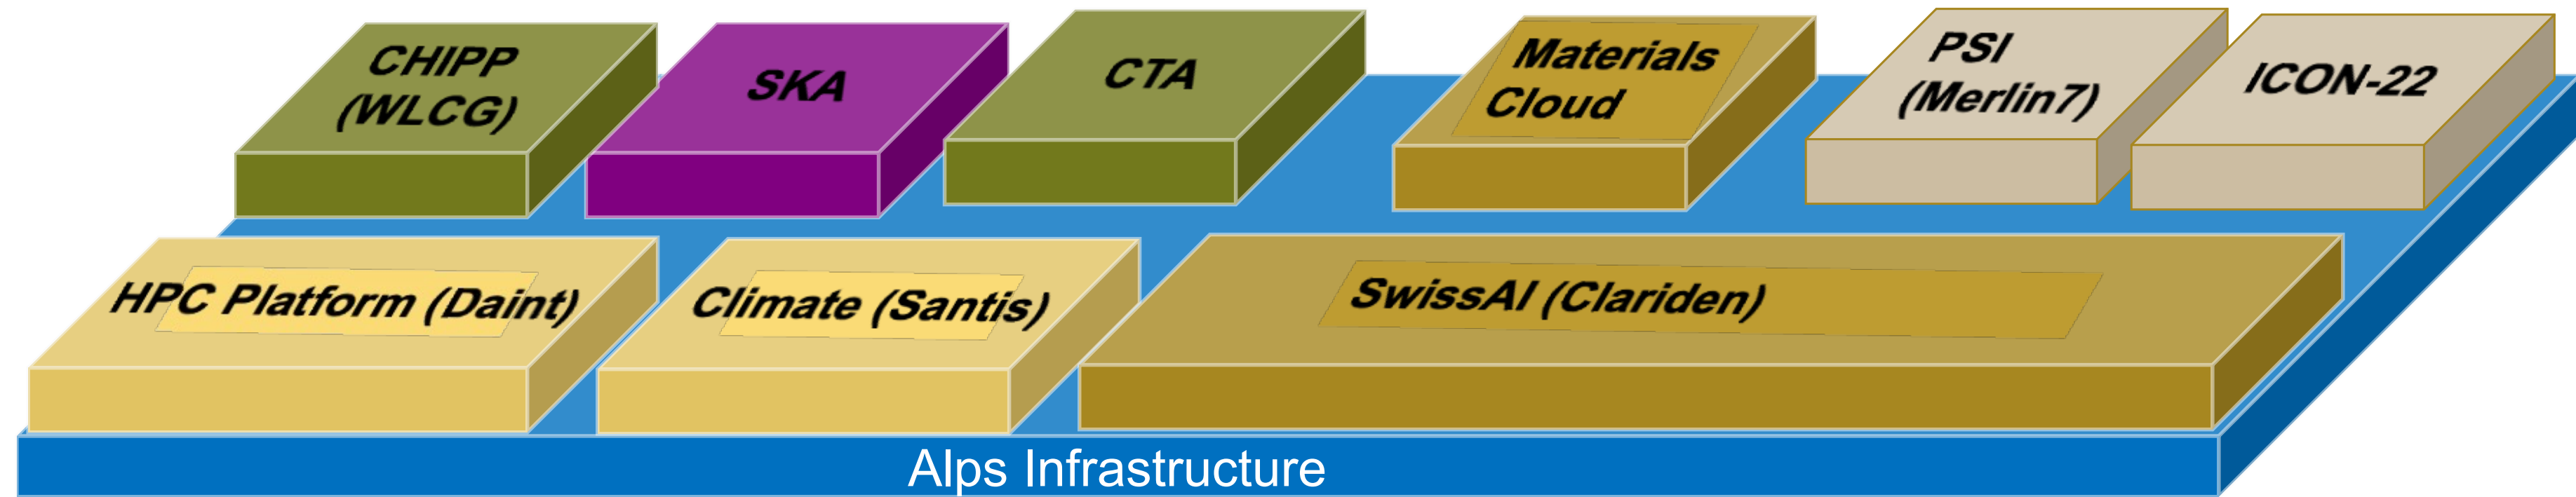 CHIPP
(WLCG)
SKA
CTA
Materials
Cloud
PSI
(Merlin7)
ICON-22
HPC Platform (Daint)
Climate (Santis)
SwissAI (Clariden)
Alps Infrastructure